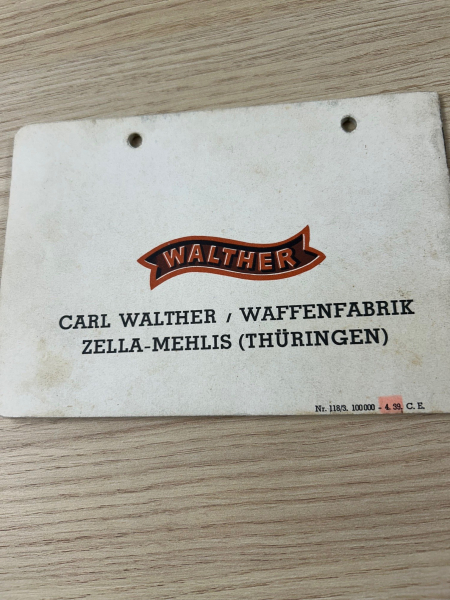 WALTHER
CARL WALTHER / WAFFENFABRIK
ZELLA-MEHLIS (THÜRINGEN)
Nr. 118/3. 100000 - 4. 39. C. E.